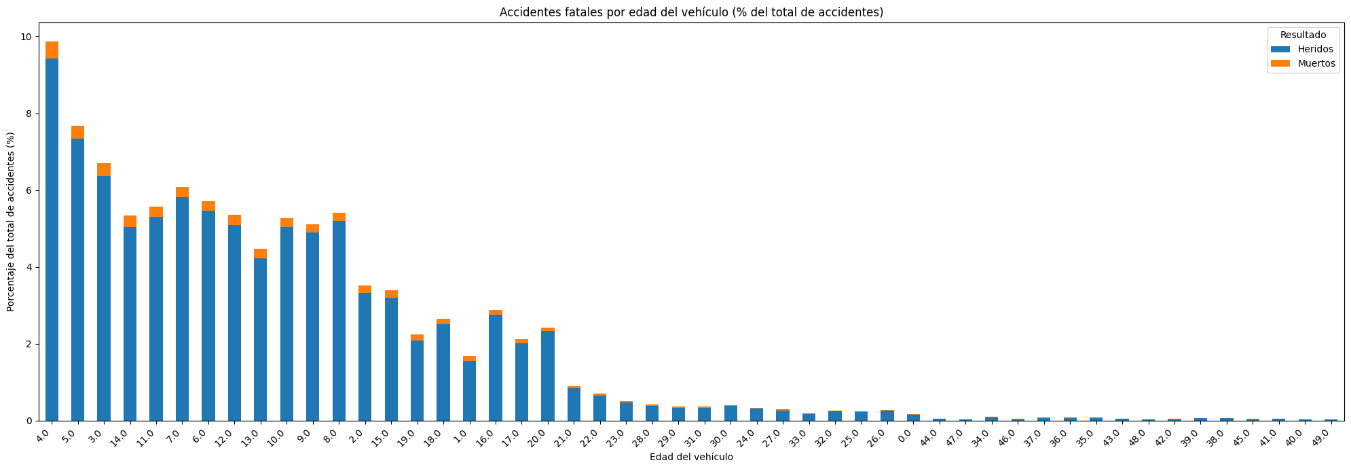 Accidentes fatales por edad del vehículo (% del total de accidentes)
Resultado
Heridos
Muertos
Porcentaje del total de accidentes (%)
10
8
6
4
2
0
4.0 5.0 3.0 14.0 11.0 7.0 6.0 12.0 13.0 10.0 9.0 8.0 2.0 15.0 19.0 18.0 1.0 16.0 17.0 20.0 21.0 22.0 23.0 28.0 29.0 31.0 30.0 24.0 27.0 33.0 32.0 25.0 26.0 0.0 44.0 47.0 34.0 46.0 37.0 36.0 35.0 43.0 48.0 42.0 39.0 38.0 45.0 41.0 40.0 49.0
Edad del vehículo